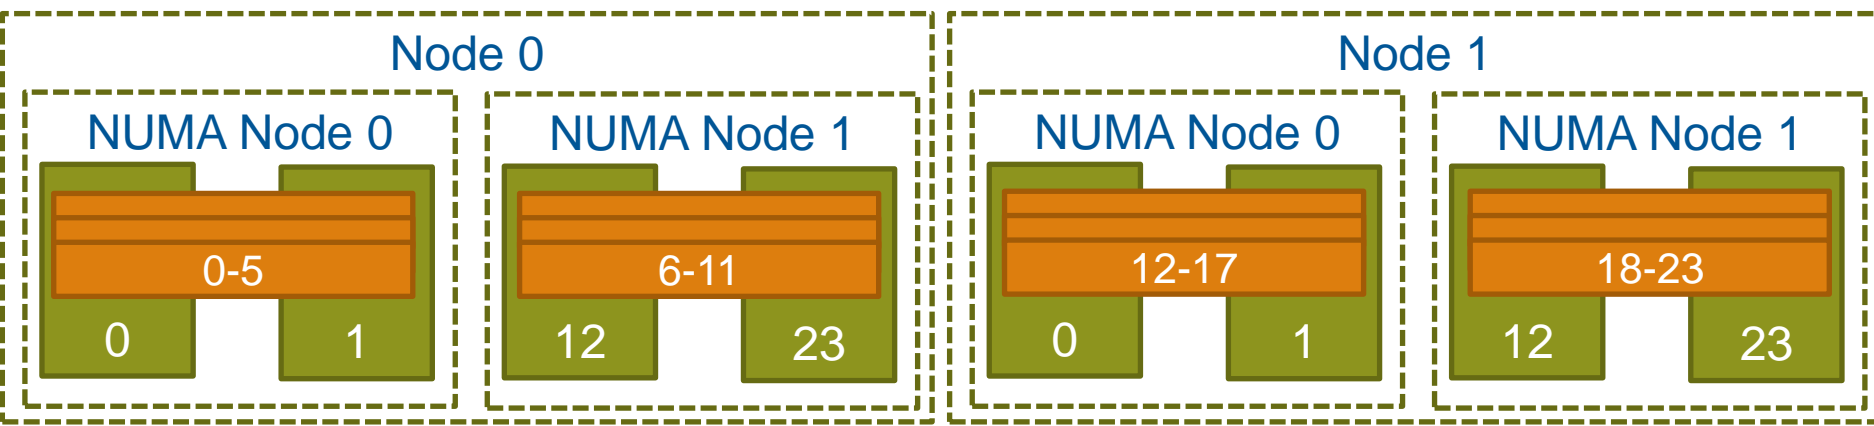 Node 0
NUMA Node 0
0-5
0 1
NUMA Node 1
6-11
12 23
Node 1
NUMA Node 0
12-17
0 1
NUMA Node 1
18-23
12 23